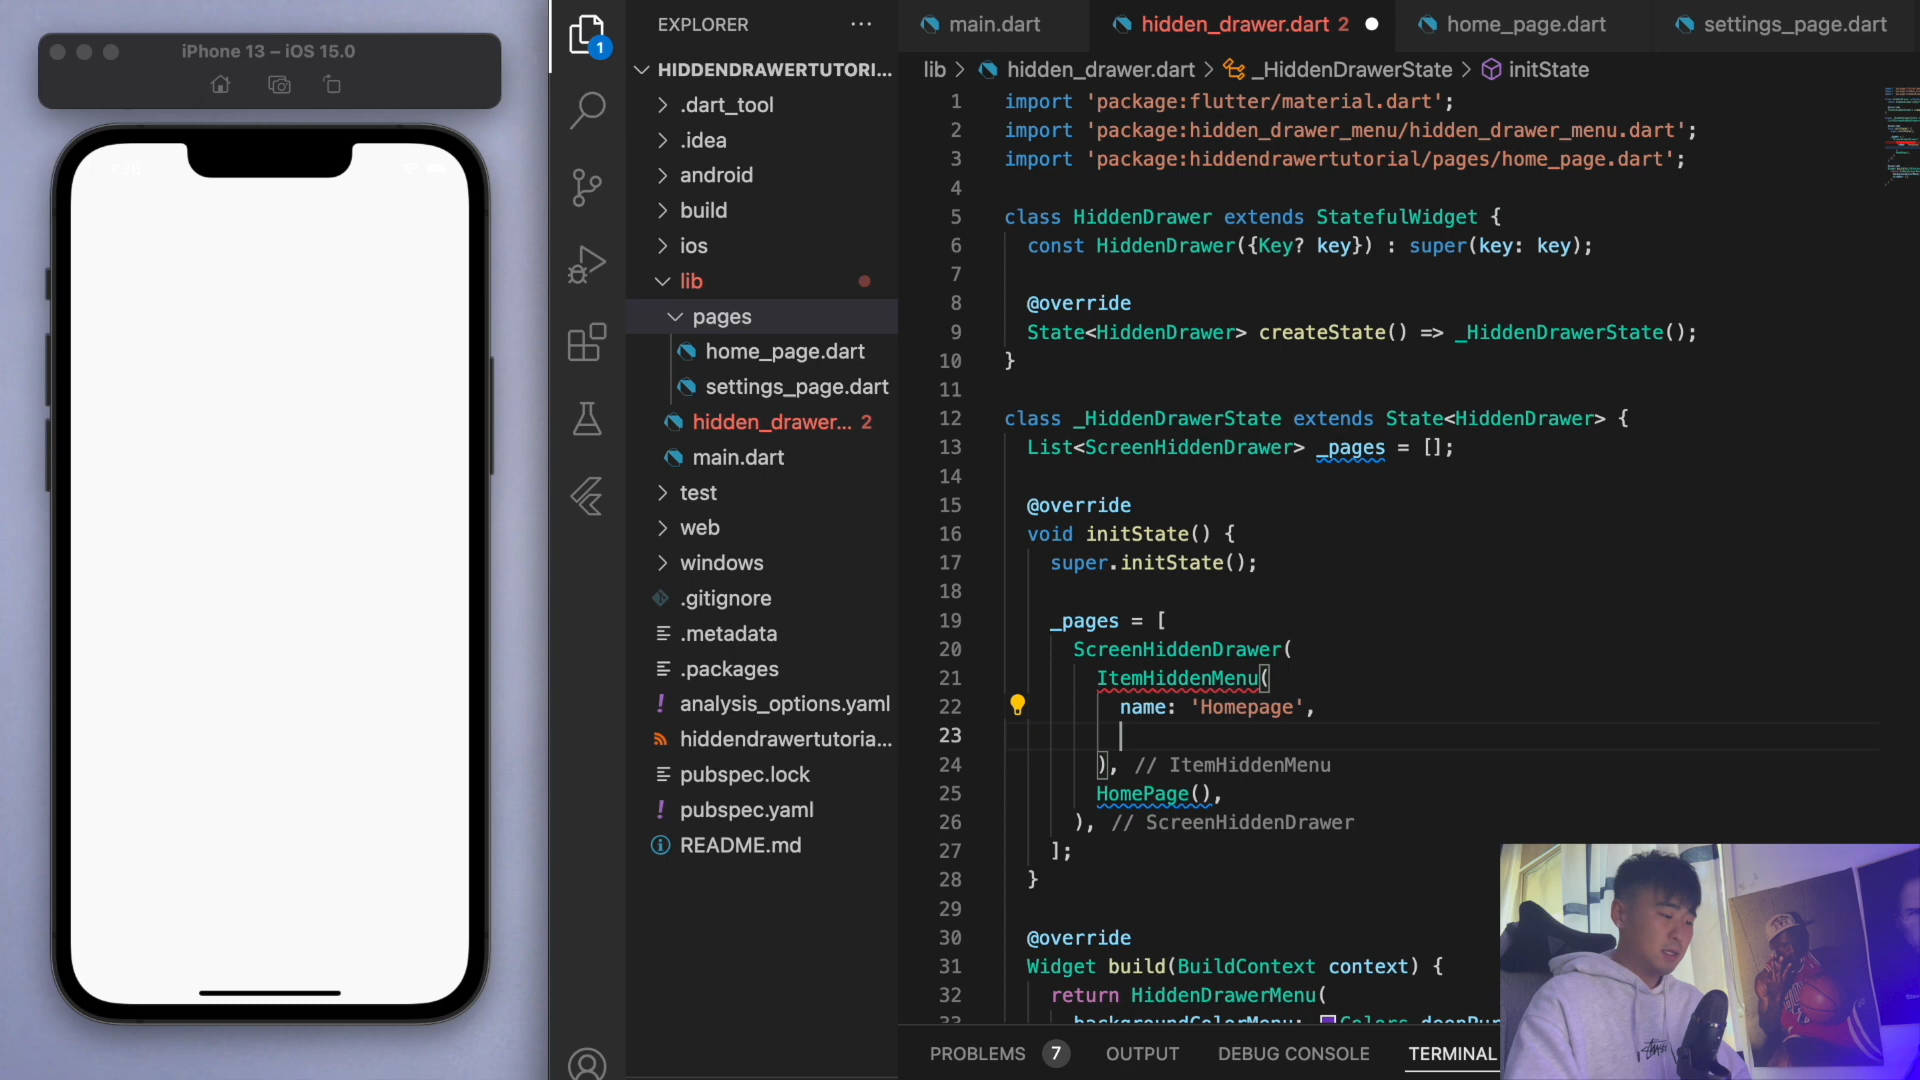 iPhone 13 – iOS 15.0
1
EXPLORER
HIDDENDRAWERTUTORI...
.dart_tool
.idea
android
build
ios
lib
pages
home_page.dart
settings_page.dart
hidden_drawer... 2
main.dart
test
web
windows
.gitignore
.metadata
.packages
analysis_options.yaml
hiddendrawertutoria...
pubspec.lock
pubspec.yaml
README.md
main.dart
hidden_drawer.dart 2
home_page.dart
settings_page.dart
lib > hidden_drawer.dart > _HiddenDrawerState > initState
1 import 'package:flutter/material.dart';
2 import 'package:hidden_drawer_menu/hidden_drawer_menu.dart';
3 import 'package:hiddendrawertutorial/pages/home_page.dart';
4
5 class HiddenDrawer extends StatefulWidget {
6 const HiddenDrawer({Key? key}) : super(key: key);
7
8 @override
9 State<HiddenDrawer> createState() => _HiddenDrawerState();
10 }
11
12 class _HiddenDrawerState extends State<HiddenDrawer> {
13 List<ScreenHiddenDrawer> _pages = [];
14
15 @override
16 void initState() {
17 super.initState();
18
19 _pages = [
20 ScreenHiddenDrawer(
21 ItemHiddenMenu(
22 name: 'Homepage',
23
24 ), // ItemHiddenMenu
25 HomePage(),
26 ), // ScreenHiddenDrawer
27 ];
28 }
29
30 @override
31 Widget build(BuildContext context) {
32 return HiddenDrawerMenu(
33 backgroundColorMenu: Colors.deepPur
PROBLEMS 7
OUTPUT
DEBUG CONSOLE
TERMINAL